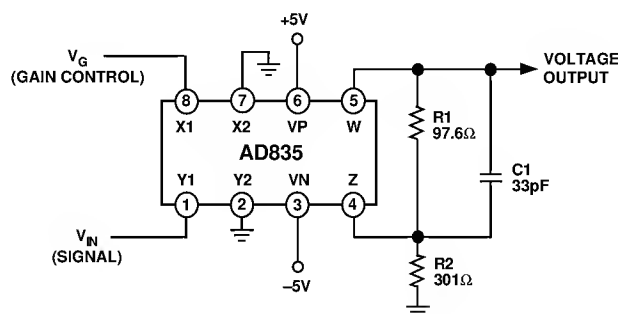 +5V
V_G
(GAIN CONTROL)
VOLTAGE
OUTPUT
8 7 6 5
X1 X2 VP W
R1
97.6Ω
AD835
C1
33pF
Y1 Y2 VN Z
1 2 3 4
V_IN
(SIGNAL)
R2
301Ω
–5V